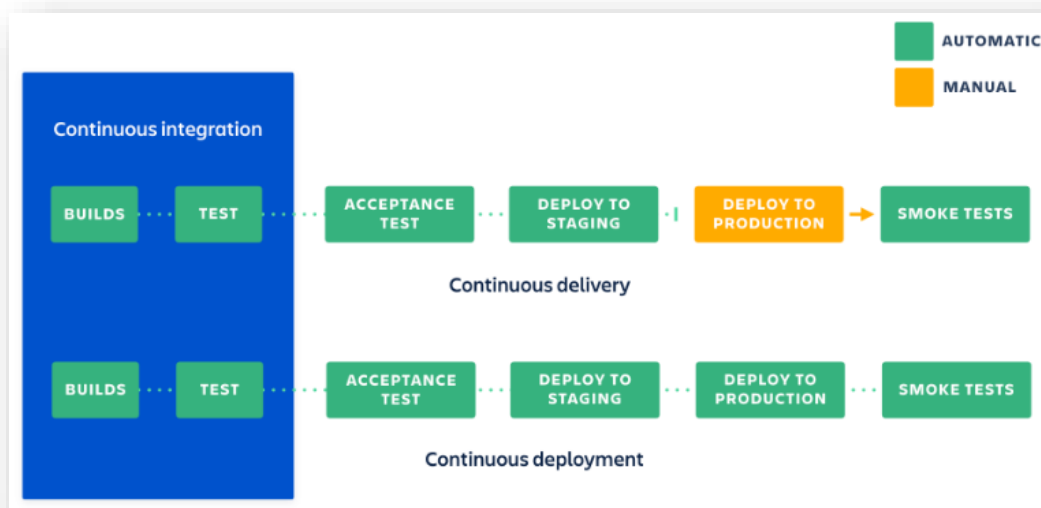 AUTOMATIC
MANUAL
Continuous integration
BUILDS
TEST
ACCEPTANCE
TEST
DEPLOY TO
STAGING
DEPLOY TO
PRODUCTION
SMOKE TESTS
Continuous delivery
BUILDS
TEST
ACCEPTANCE
TEST
DEPLOY TO
STAGING
DEPLOY TO
PRODUCTION
SMOKE TESTS
Continuous deployment